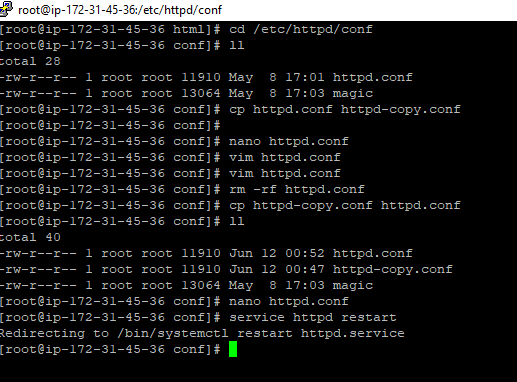 root@ip-172-31-45-36:/etc/httpd/conf
[root@ip-172-31-45-36 html]# cd /etc/httpd/conf
[root@ip-172-31-45-36 conf]# ll
total 28
-rw-r--r-- 1 root root 11910 May  8 17:01 httpd.conf
-rw-r--r-- 1 root root 13064 May  8 17:03 magic
[root@ip-172-31-45-36 conf]# cp httpd.conf httpd-copy.conf
[root@ip-172-31-45-36 conf]#
[root@ip-172-31-45-36 conf]# nano httpd.conf
[root@ip-172-31-45-36 conf]# vim httpd.conf
[root@ip-172-31-45-36 conf]# vim httpd.conf
[root@ip-172-31-45-36 conf]# rm -rf httpd.conf
[root@ip-172-31-45-36 conf]# cp httpd-copy.conf httpd.conf
[root@ip-172-31-45-36 conf]# ll
total 40
-rw-r--r-- 1 root root 11910 Jun 12 00:52 httpd.conf
-rw-r--r-- 1 root root 11910 Jun 12 00:47 httpd-copy.conf
-rw-r--r-- 1 root root 13064 May  8 17:03 magic
[root@ip-172-31-45-36 conf]# nano httpd.conf
[root@ip-172-31-45-36 conf]# service httpd restart
Redirecting to /bin/systemctl restart httpd.service
[root@ip-172-31-45-36 conf]#